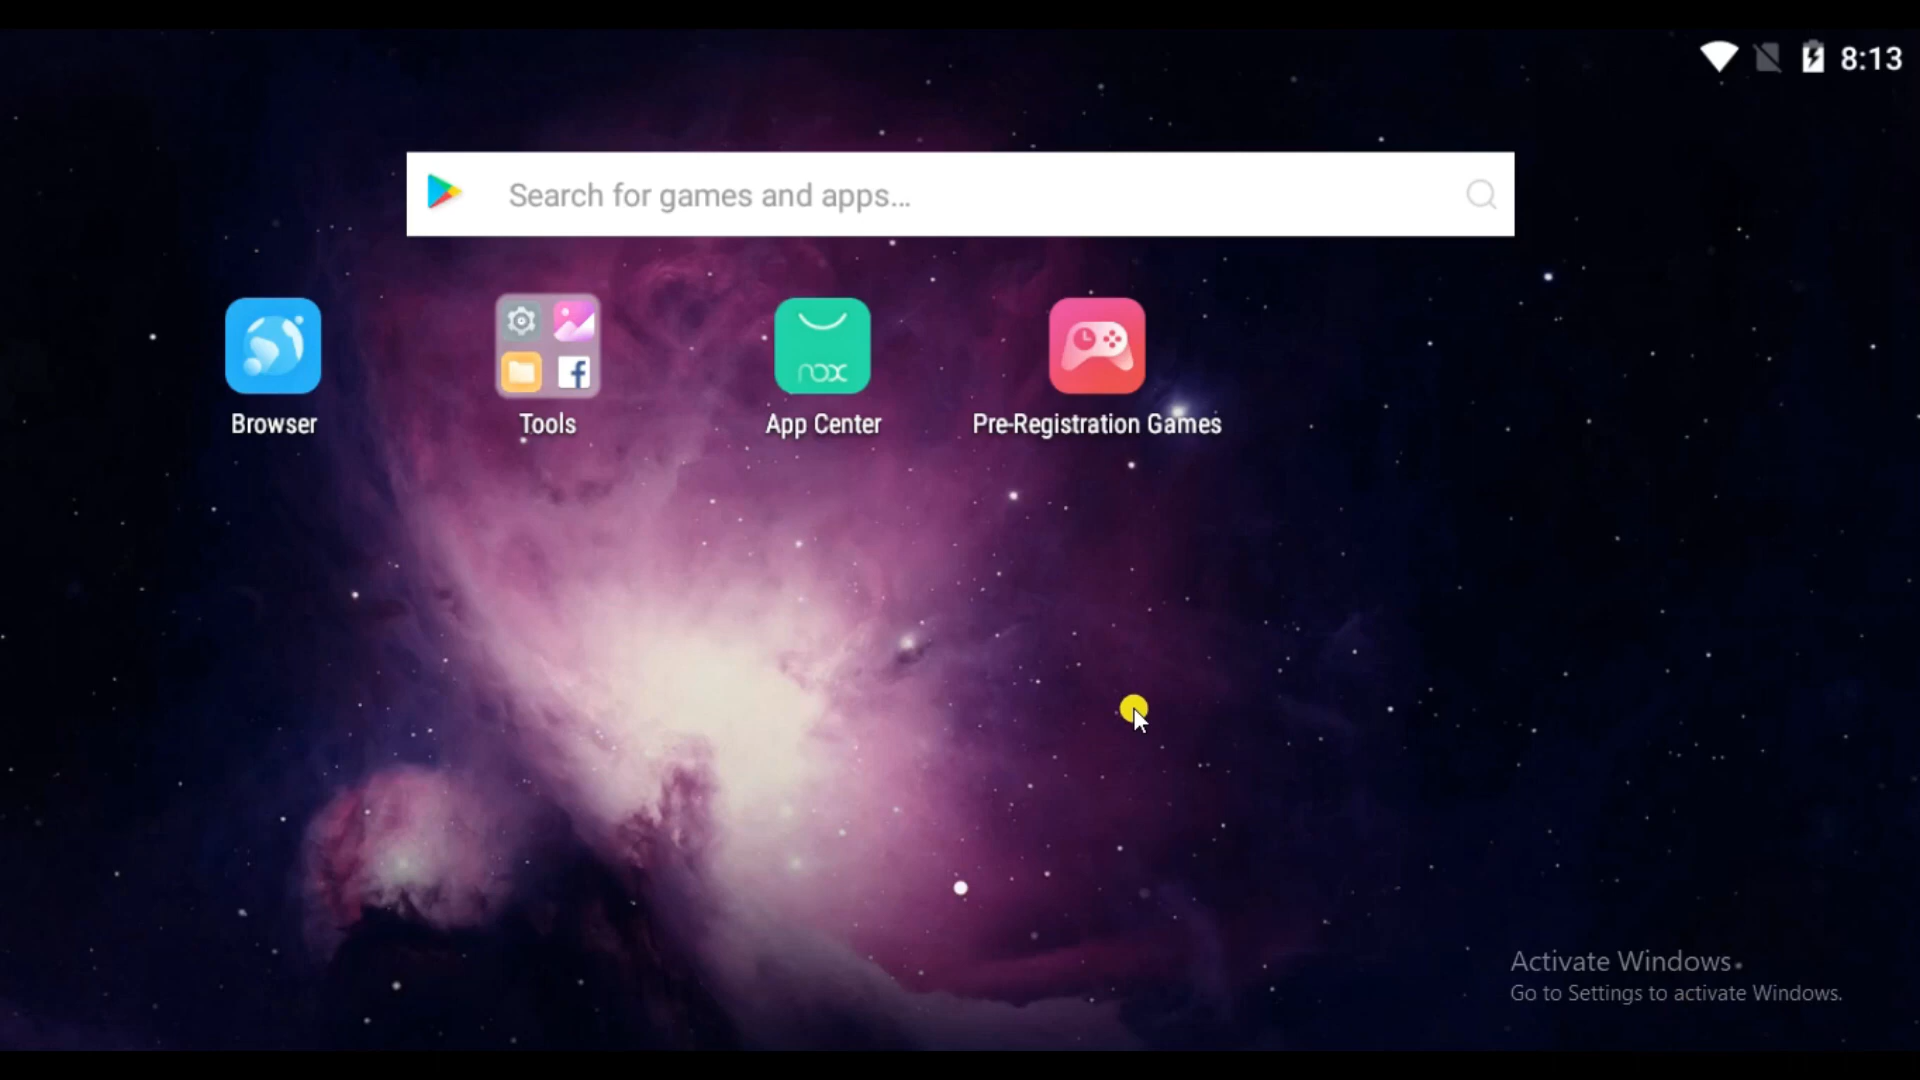 8:13
Search for games and apps...
nox
Browser
Tools
App Center
Pre-Registration Games
Activate Windows
Go to Settings to activate Windows.